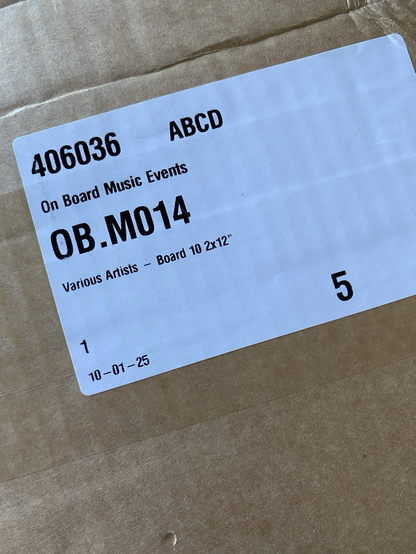 406036 ABCD
On Board Music Events
OB.M014
Various Artists – Board 10 2x12"
5
1
10-01-25